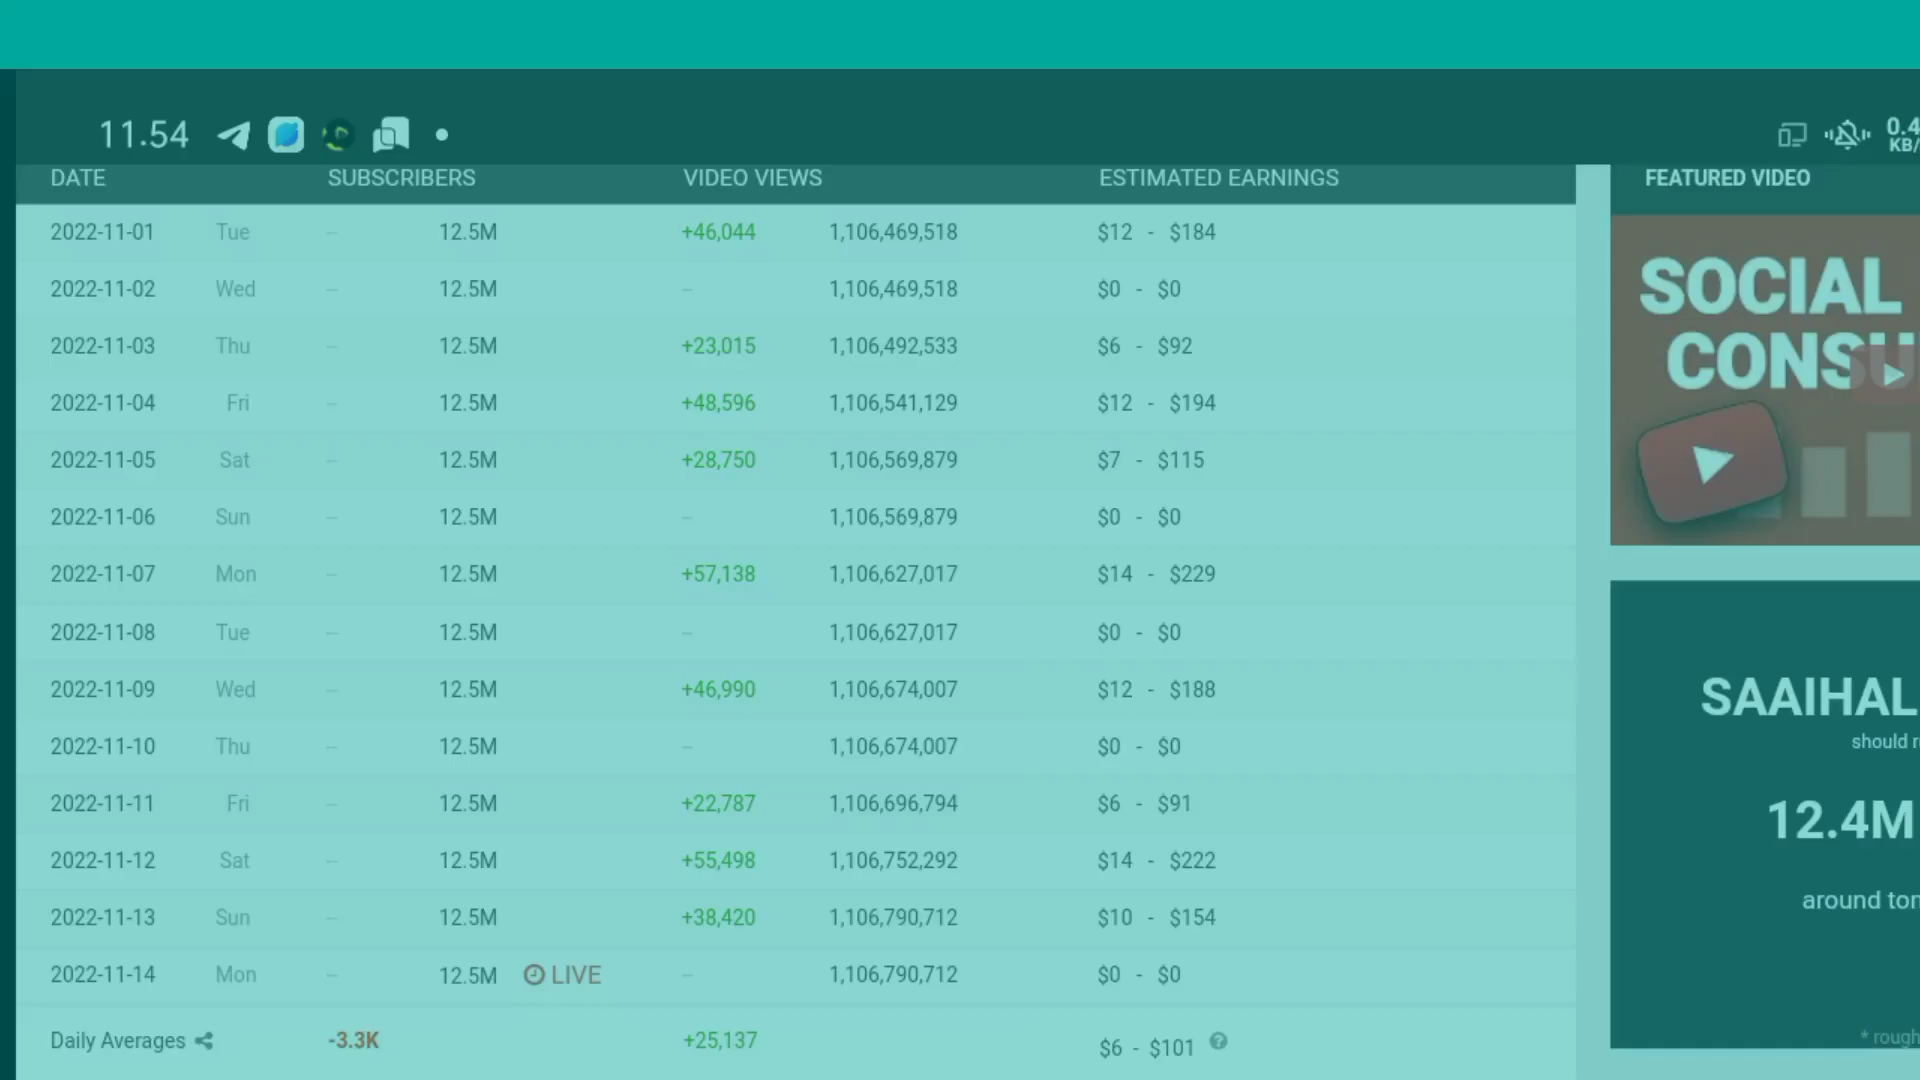 11.54
0.4
KB/
DATE SUBSCRIBERS VIDEO VIEWS ESTIMATED EARNINGS
2022-11-01 Tue -- 12.5M +46,044 1,106,469,518 $12 - $184
2022-11-02 Wed -- 12.5M -- 1,106,469,518 $0 - $0
2022-11-03 Thu -- 12.5M +23,015 1,106,492,533 $6 - $92
2022-11-04 Fri -- 12.5M +48,596 1,106,541,129 $12 - $194
2022-11-05 Sat -- 12.5M +28,750 1,106,569,879 $7 - $115
2022-11-06 Sun -- 12.5M -- 1,106,569,879 $0 - $0
2022-11-07 Mon -- 12.5M +57,138 1,106,627,017 $14 - $229
2022-11-08 Tue -- 12.5M -- 1,106,627,017 $0 - $0
2022-11-09 Wed -- 12.5M +46,990 1,106,674,007 $12 - $188
2022-11-10 Thu -- 12.5M -- 1,106,674,007 $0 - $0
2022-11-11 Fri -- 12.5M +22,787 1,106,696,794 $6 - $91
2022-11-12 Sat -- 12.5M +55,498 1,106,752,292 $14 - $222
2022-11-13 Sun -- 12.5M +38,420 1,106,790,712 $10 - $154
2022-11-14 Mon -- 12.5M LIVE -- 1,106,790,712 $0 - $0
Daily Averages -3.3K +25,137 $6 - $101
FEATURED VIDEO
SOCIAL
CONSU
SAAIHAL
should r
12.4M
around tom
* rough